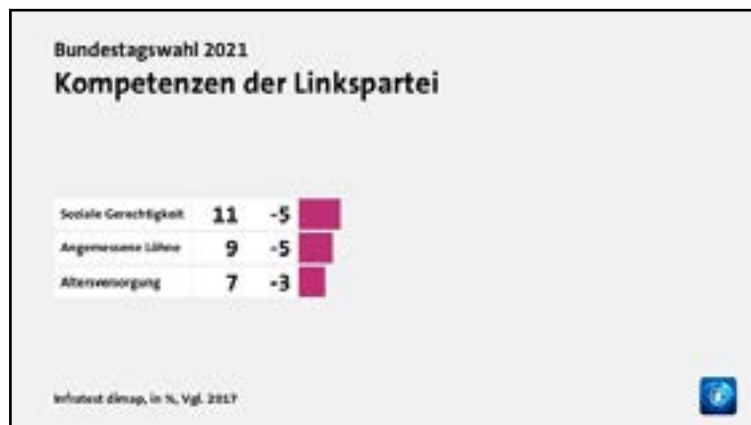 Bundestagswahl 2021
Kompetenzen der Linkspartei
Soziale Gerechtigkeit 11 -5
Angemessene Löhne 9 -5
Altersversorgung 7 -3
Infratest dimap, in %, Vgl. 2017